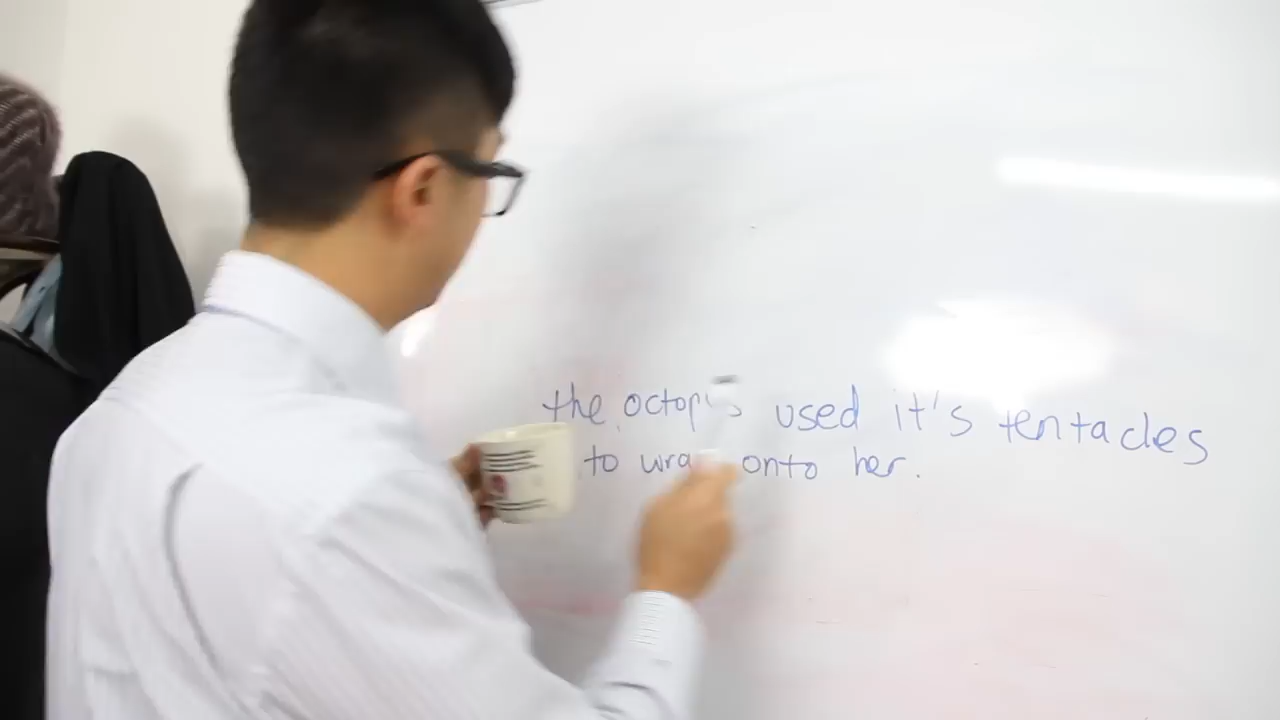 the octopus used it's tentacles
to wrap onto her.